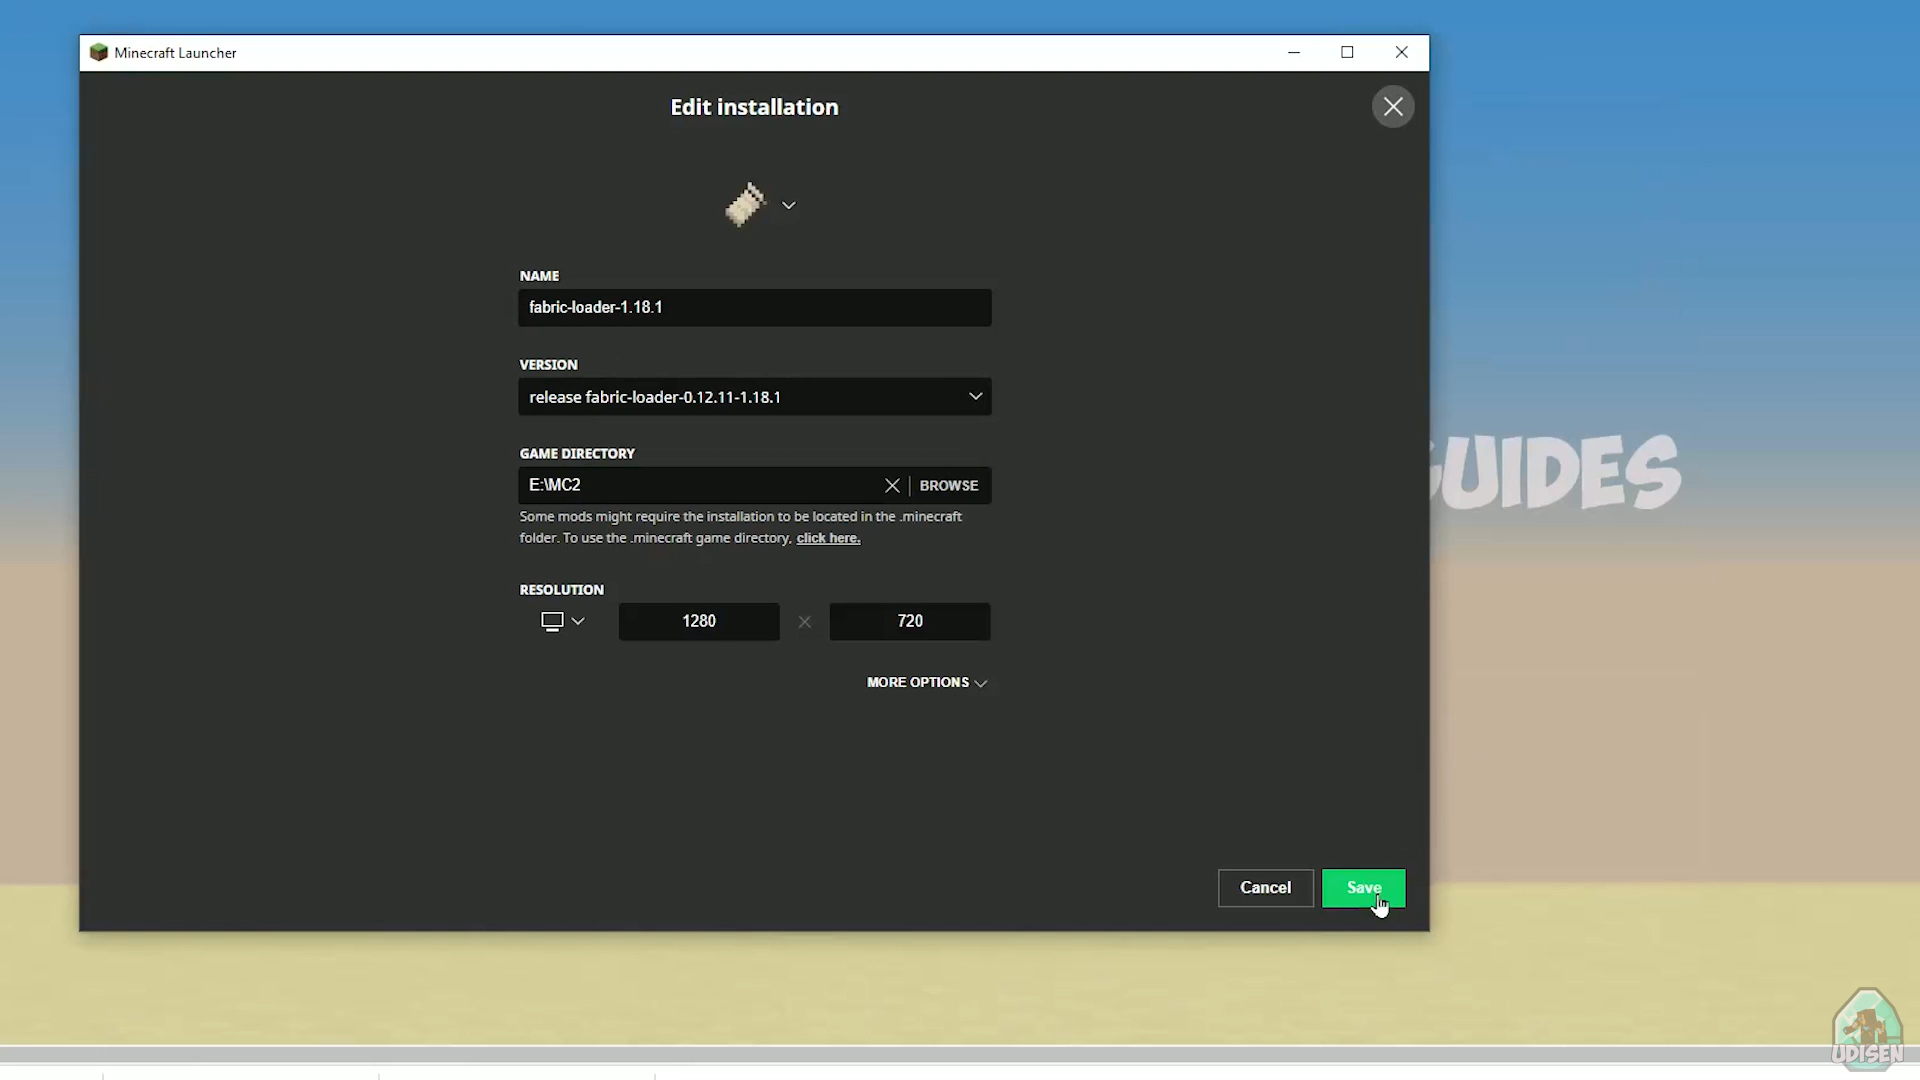 Minecraft Launcher
Edit installation
NAME
fabric-loader-1.18.1
VERSION
release fabric-loader-0.12.11-1.18.1
GAME DIRECTORY
E:\MC2
BROWSE
Some mods might require the installation to be located in the .minecraft
folder. To use the .minecraft game directory, click here.
GUIDES
RESOLUTION
1280
720
MORE OPTIONS
Cancel
Save
UDISEN